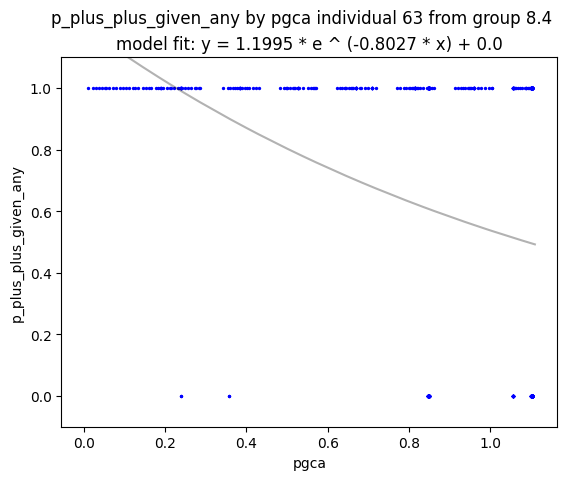 p_plus_plus_given_any by pgca individual 63 from group 8.4
model fit: y = 1.1995 * e ^ (-0.8027 * x) + 0.0
1.0
0.8
0.6
0.4
0.2
0.0
p_plus_plus_given_any
0.0 0.2 0.4 0.6 0.8 1.0
pgca